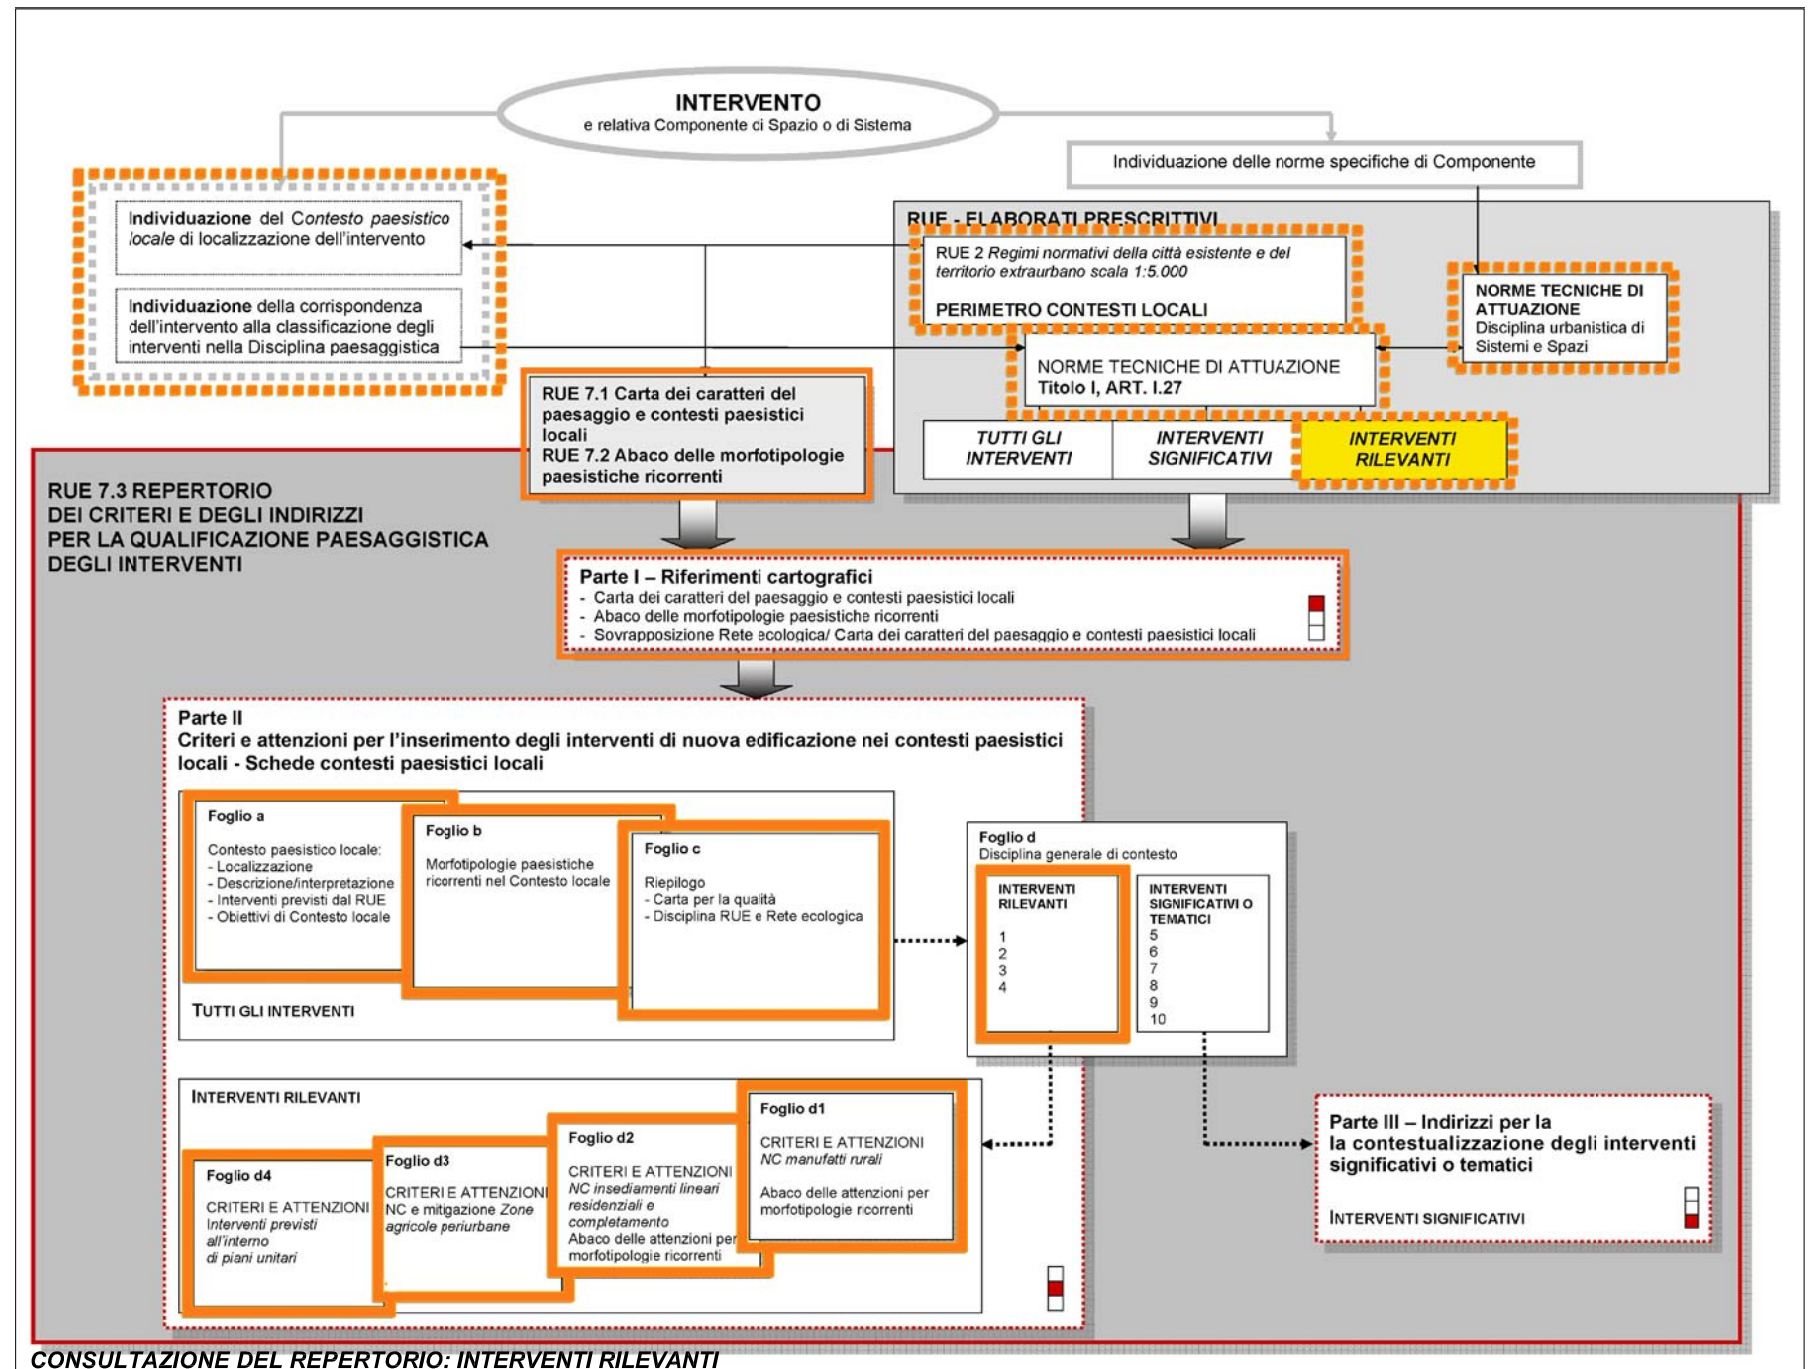 INTERVENTO
e relativa Componente di Spazio o di Sistema
Individuazione delle norme specifiche di Componente
Individuazione del Contesto paesistico
locale di localizzazione dell'intervento
Individuazione della corrispondenza
dell'intervento alla classificazione degli
interventi nella Disciplina paesaggistica
RUE - ELABORATI PRESCRITTIVI
RUE 2 Regimi normativi della città esistente e del
territorio extraurbano scala 1:5.000
PERIMETRO CONTESTI LOCALI
NORME TECNICHE DI
ATTUAZIONE
Disciplina urbanistica di
Sistemi e Spazi
NORME TECNICHE DI ATTUAZIONE
Titolo I, ART. I.27
TUTTI GLI
INTERVENTI
INTERVENTI
SIGNIFICATIVI
INTERVENTI
RILEVANTI
RUE 7.1 Carta dei caratteri del
paesaggio e contesti paesistici
locali
RUE 7.2 Abaco delle morfotipologie
paesistiche ricorrenti
RUE 7.3 REPERTORIO
DEI CRITERI E DEGLI INDIRIZZI
PER LA QUALIFICAZIONE PAESAGGISTICA
DEGLI INTERVENTI
Parte I – Riferimenti cartografici
- Carta dei caratteri del paesaggio e contesti paesistici locali
- Abaco delle morfotipologie paesistiche ricorrenti
- Sovrapposizione Rete ecologica/ Carta dei caratteri del paesaggio e contesti paesistici locali
Parte II
Criteri e attenzioni per l'inserimento degli interventi di nuova edificazione nei contesti paesistici
locali - Schede contesti paesistici locali
Foglio a
Contesto paesistico locale:
- Localizzazione
- Descrizione/interpretazione
- Interventi previsti dal RUE
- Obiettivi di Contesto locale
Foglio b
Morfotipologie paesistiche
ricorrenti nel Contesto locale
Foglio c
Riepilogo
- Carta per la qualità
- Disciplina RUE e Rete ecologica
TUTTI GLI INTERVENTI
Foglio d
Disciplina generale di contesto
INTERVENTI
RILEVANTI
1
2
3
4
INTERVENTI
SIGNIFICATIVI O
TEMATICI
5
6
7
8
9
10
INTERVENTI RILEVANTI
Foglio d4
CRITERI E ATTENZIONI
Interventi previsti
all'interno
di piani unitari
Foglio d3
CRITERI E ATTENZIONI
NC e mitigazione Zone
agricole periurbane
Foglio d2
CRITERI E ATTENZIONI
NC insediamenti lineari
residenziali e
completamento
Abaco delle attenzioni per
morfotipologie ricorrenti
Foglio d1
CRITERI E ATTENZIONI
NC manufatti rurali
Abaco delle attenzioni per
morfotipologie ricorrenti
Parte III – Indirizzi per la
la contestualizzazione degli interventi
significativi o tematici
INTERVENTI SIGNIFICATIVI
CONSULTAZIONE DEL REPERTORIO: INTERVENTI RILEVANTI